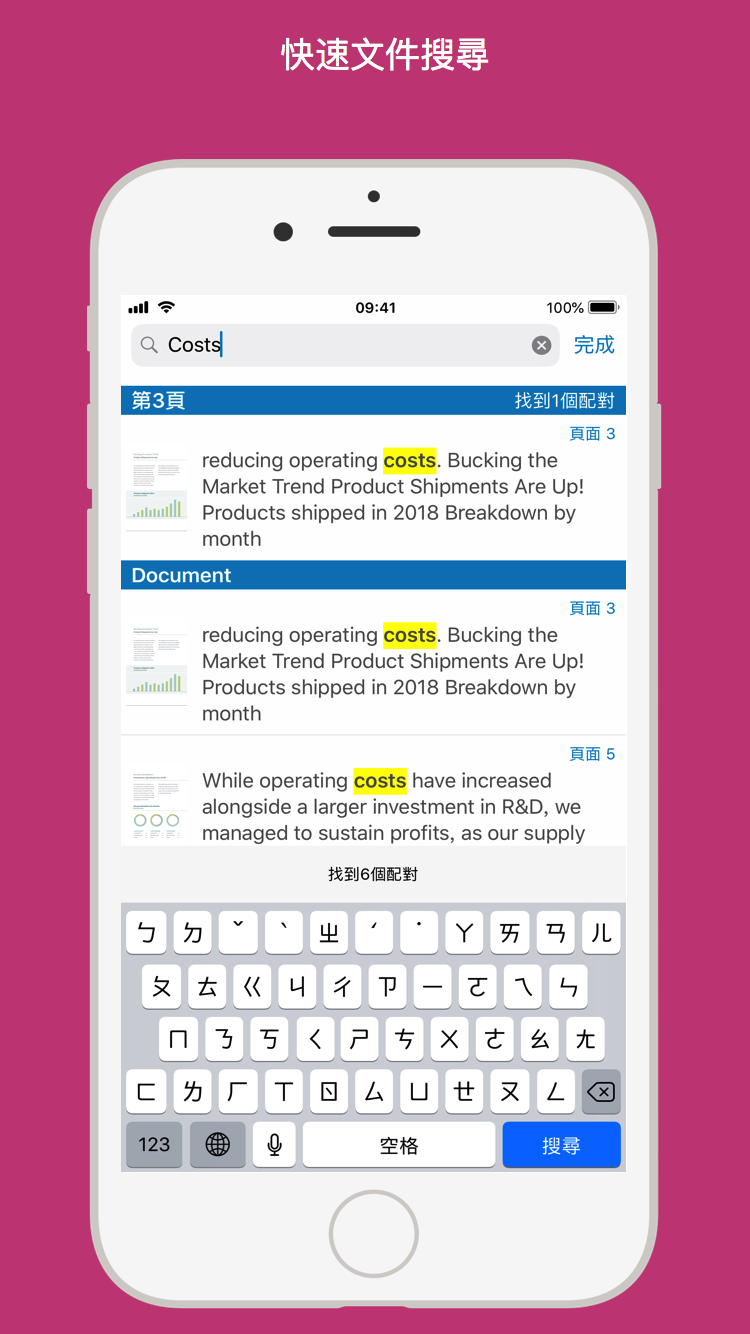 快速文件搜尋
09:41
100%
Costs
完成
第3頁
找到1個配對
頁面 3
reducing operating costs. Bucking the
Market Trend Product Shipments Are Up!
Products shipped in 2018 Breakdown by
month
Document
頁面 3
reducing operating costs. Bucking the
Market Trend Product Shipments Are Up!
Products shipped in 2018 Breakdown by
month
頁面 5
While operating costs have increased
alongside a larger investment in R&D, we
managed to sustain profits, as our supply
找到6個配對
ㄅ ㄉ ˇ ˋ ㄓ ˊ ˙ ㄚ ㄞ ㄢ ㄦ
ㄆ ㄊ ㄍ ㄐ ㄔ ㄗ ㄧ ㄛ ㄟ ㄣ
ㄇ ㄋ ㄎ ㄑ ㄕ ㄘ ㄨ ㄜ ㄠ ㄤ
ㄈ ㄌ ㄏ ㄒ ㄖ ㄙ ㄩ ㄝ ㄡ ㄥ
123 空格 搜尋